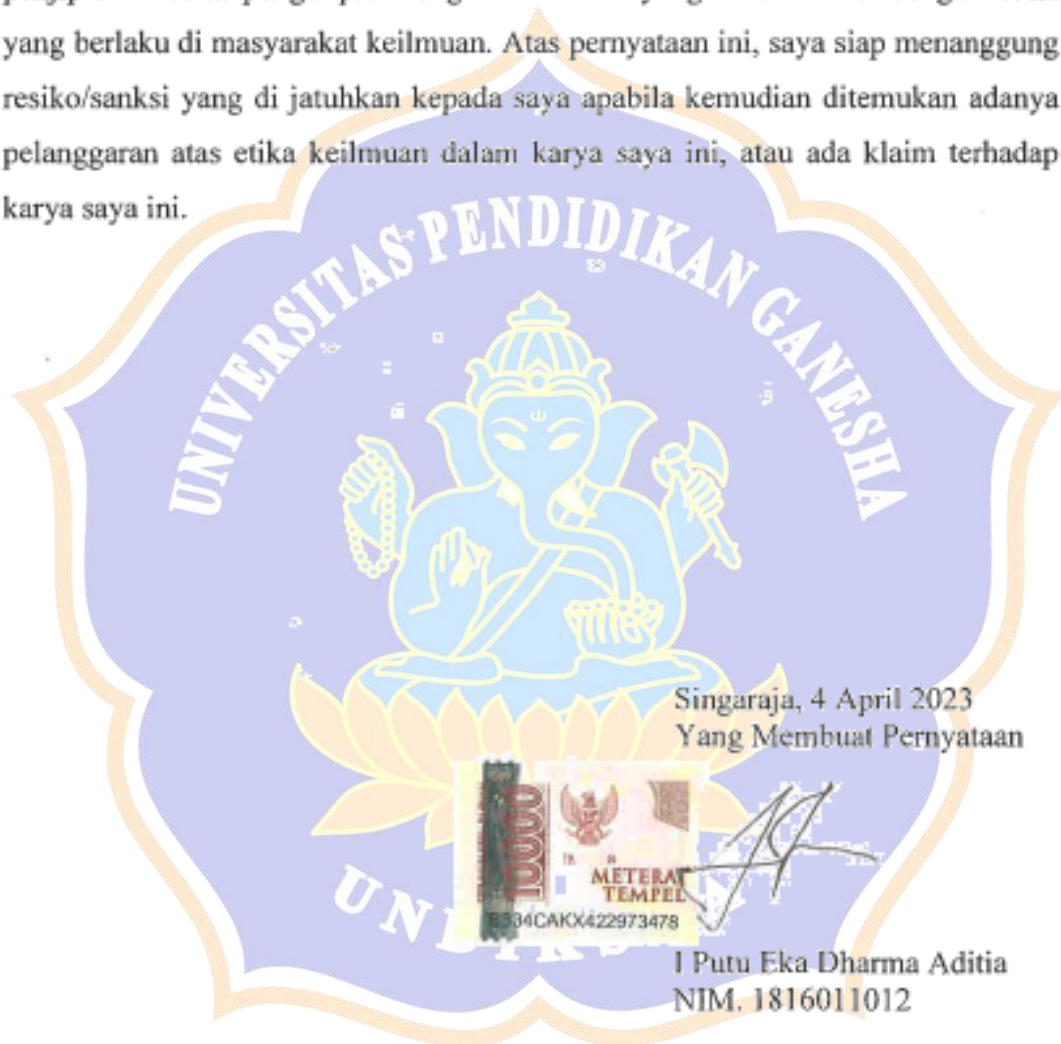 yang berlaku di masyarakat keilmuan. Atas pernyataan ini, saya siap menanggung
resiko/sanksi yang di jatuhkan kepada saya apabila kemudian ditemukan adanya
pelanggaran atas etika keilmuan dalam karya saya ini, atau ada klaim terhadap
karya saya ini.
UNIVERSITAS PENDIDIKAN GANESHA
Singaraja, 4 April 2023
Yang Membuat Pernyataan
10000
METERAI
TEMPEL
CAKX422973478
I Putu Eka Dharma Aditia
NIM. 1816011012